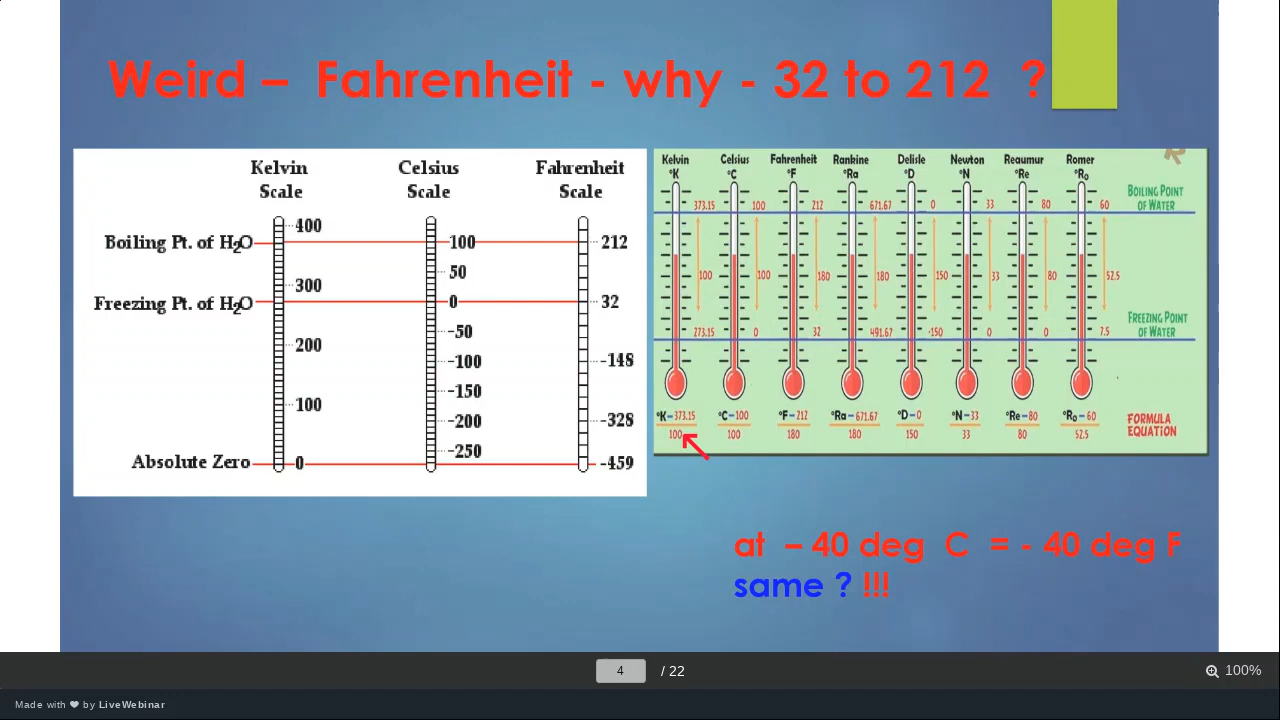 Weird – Fahrenheit - why - 32 to 212 ?
Kelvin Scale
Celsius Scale
Fahrenheit Scale
400
Boiling Pt. of H2O
100
212
50
300
Freezing Pt. of H2O
0
32
-50
200
-100
-148
-150
100
-200
-328
-250
Absolute Zero
0
-459
Kelvin Celsius Fahrenheit Rankine Delisle Newton Reaumur Romer
°K °C °F °Ra °D °N °Re °Ro
373.15 100 212 671.67 0 33 80 60
BOILING POINT
OF WATER
100 100 180 180 150 33 80 52.5
273.15 0 32 491.67 -150 0 0 7.5
FREEZING POINT
OF WATER
°K-373.15 °C-100 °F-212 °Ra-671.67 °D-0 °N-33 °Re-80 °Ro-60
100 100 180 180 150 33 80 52.5
FORMULA
EQUATION
at – 40 deg C = - 40 deg F
same ? !!!
4 / 22
100%
Made with ❤ by LiveWebinar